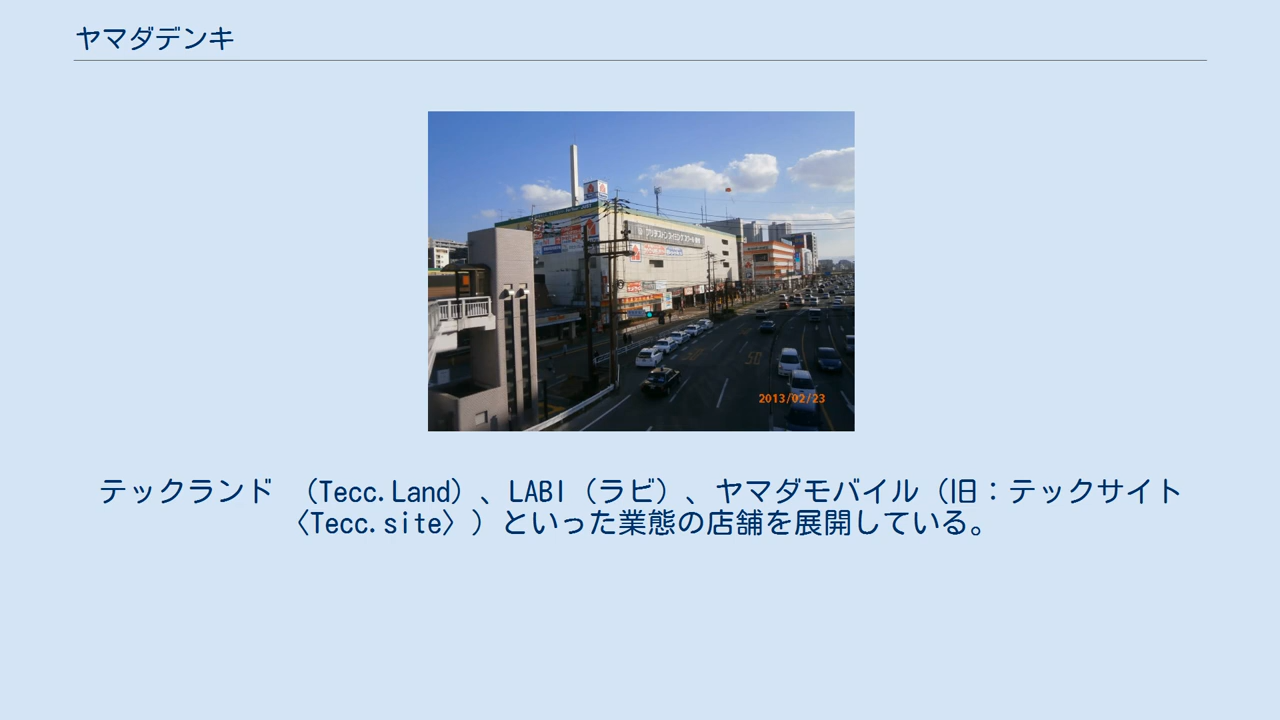 ヤマダデンキ
2013/02/23
テックランド （Tecc.Land）、LABI（ラビ）、ヤマダモバイル（旧：テックサイト
〈Tecc.site〉）といった業態の店舗を展開している。